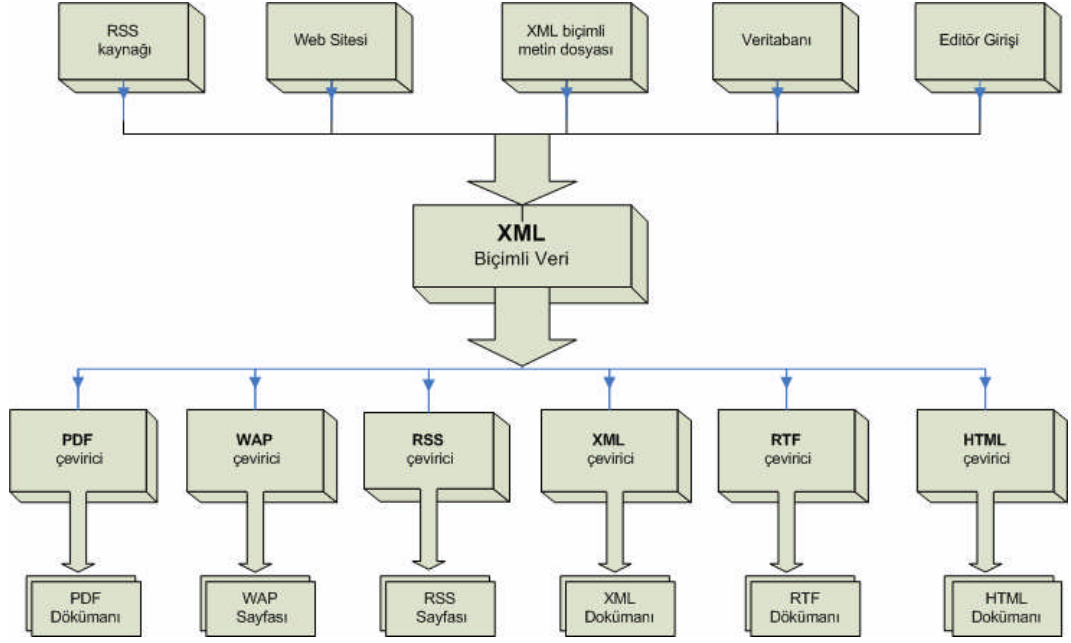 RSS
kaynağı
Web Sitesi
XML biçimli
metin dosyası
Veritabanı
Editör Girişi
XML
Biçimli Veri
PDF
çevirici
WAP
çevirici
RSS
çevirici
XML
çevirici
RTF
çevirici
HTML
çevirici
PDF
Dökümanı
WAP
Sayfası
RSS
Sayfası
XML
Dokümanı
RTF
Dökümanı
HTML
Dokümanı